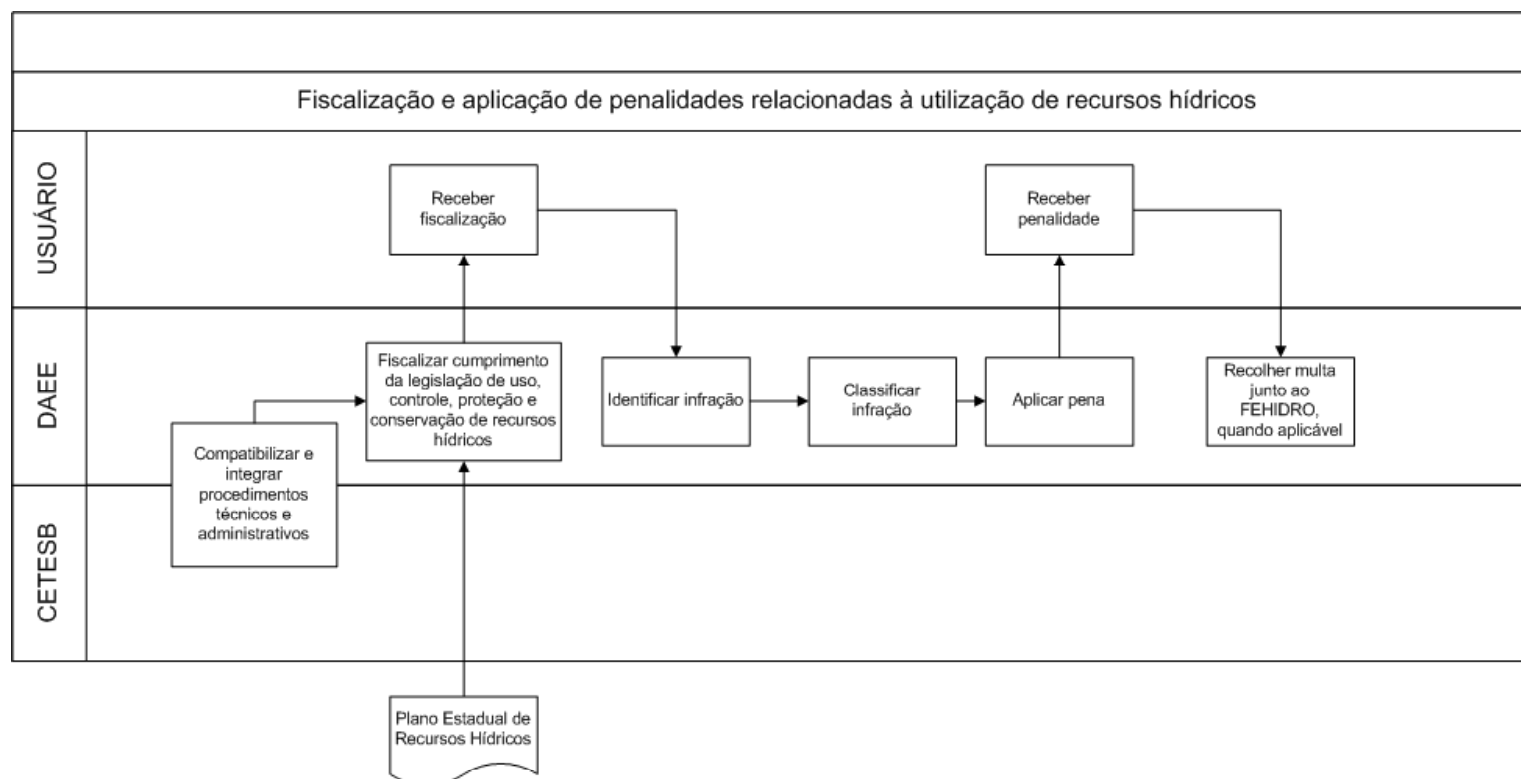 Fiscalização e aplicação de penalidades relacionadas à utilização de recursos hídricos
USUÁRIO
Receber
fiscalização
Receber
penalidade
DAEE
Fiscalizar cumprimento
da legislação de uso,
controle, proteção e
conservação de recursos
hídricos
Identificar infração
Classificar
infração
Aplicar pena
Recolher multa
junto ao
FEHIDRO,
quando aplicável
Compatibilizar e
integrar
procedimentos
técnicos e
administrativos
CETESB
Plano Estadual de
Recursos Hídricos